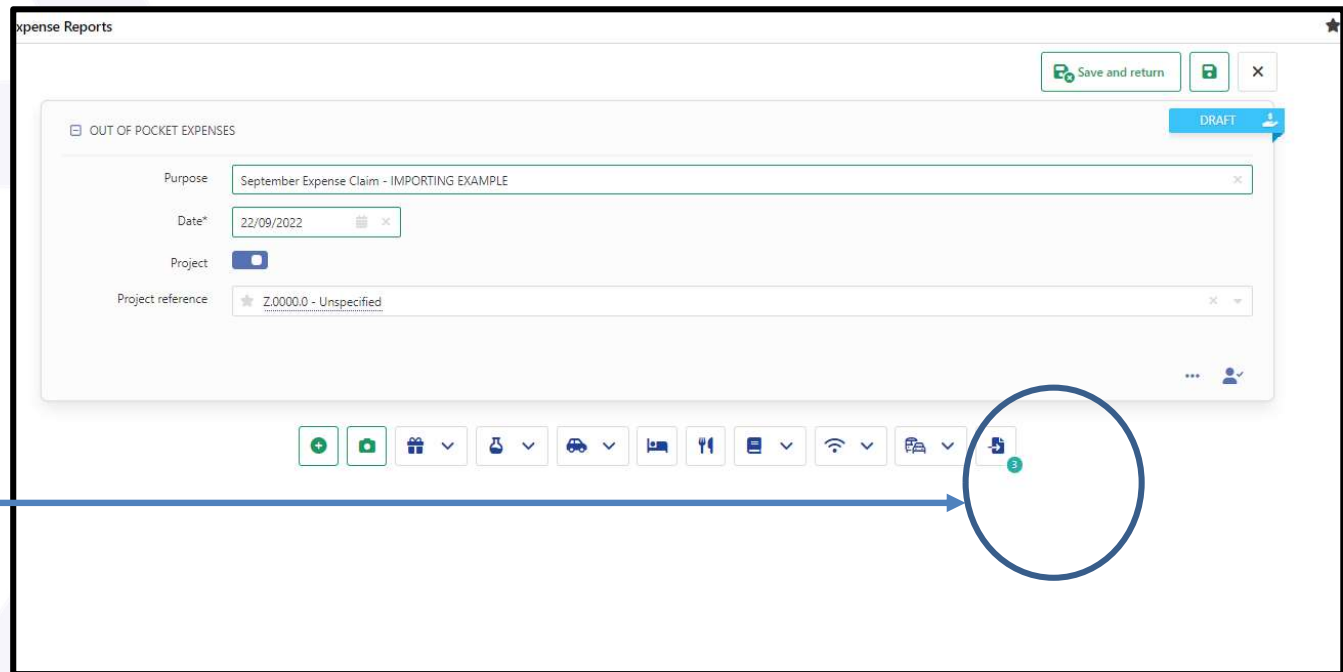 xpense Reports
Save and return
OUT OF POCKET EXPENSES
DRAFT
Purpose
September Expense Claim - IMPORTING EXAMPLE
Date*
22/09/2022
Project
Project reference
Z.0000.0 - Unspecified
3